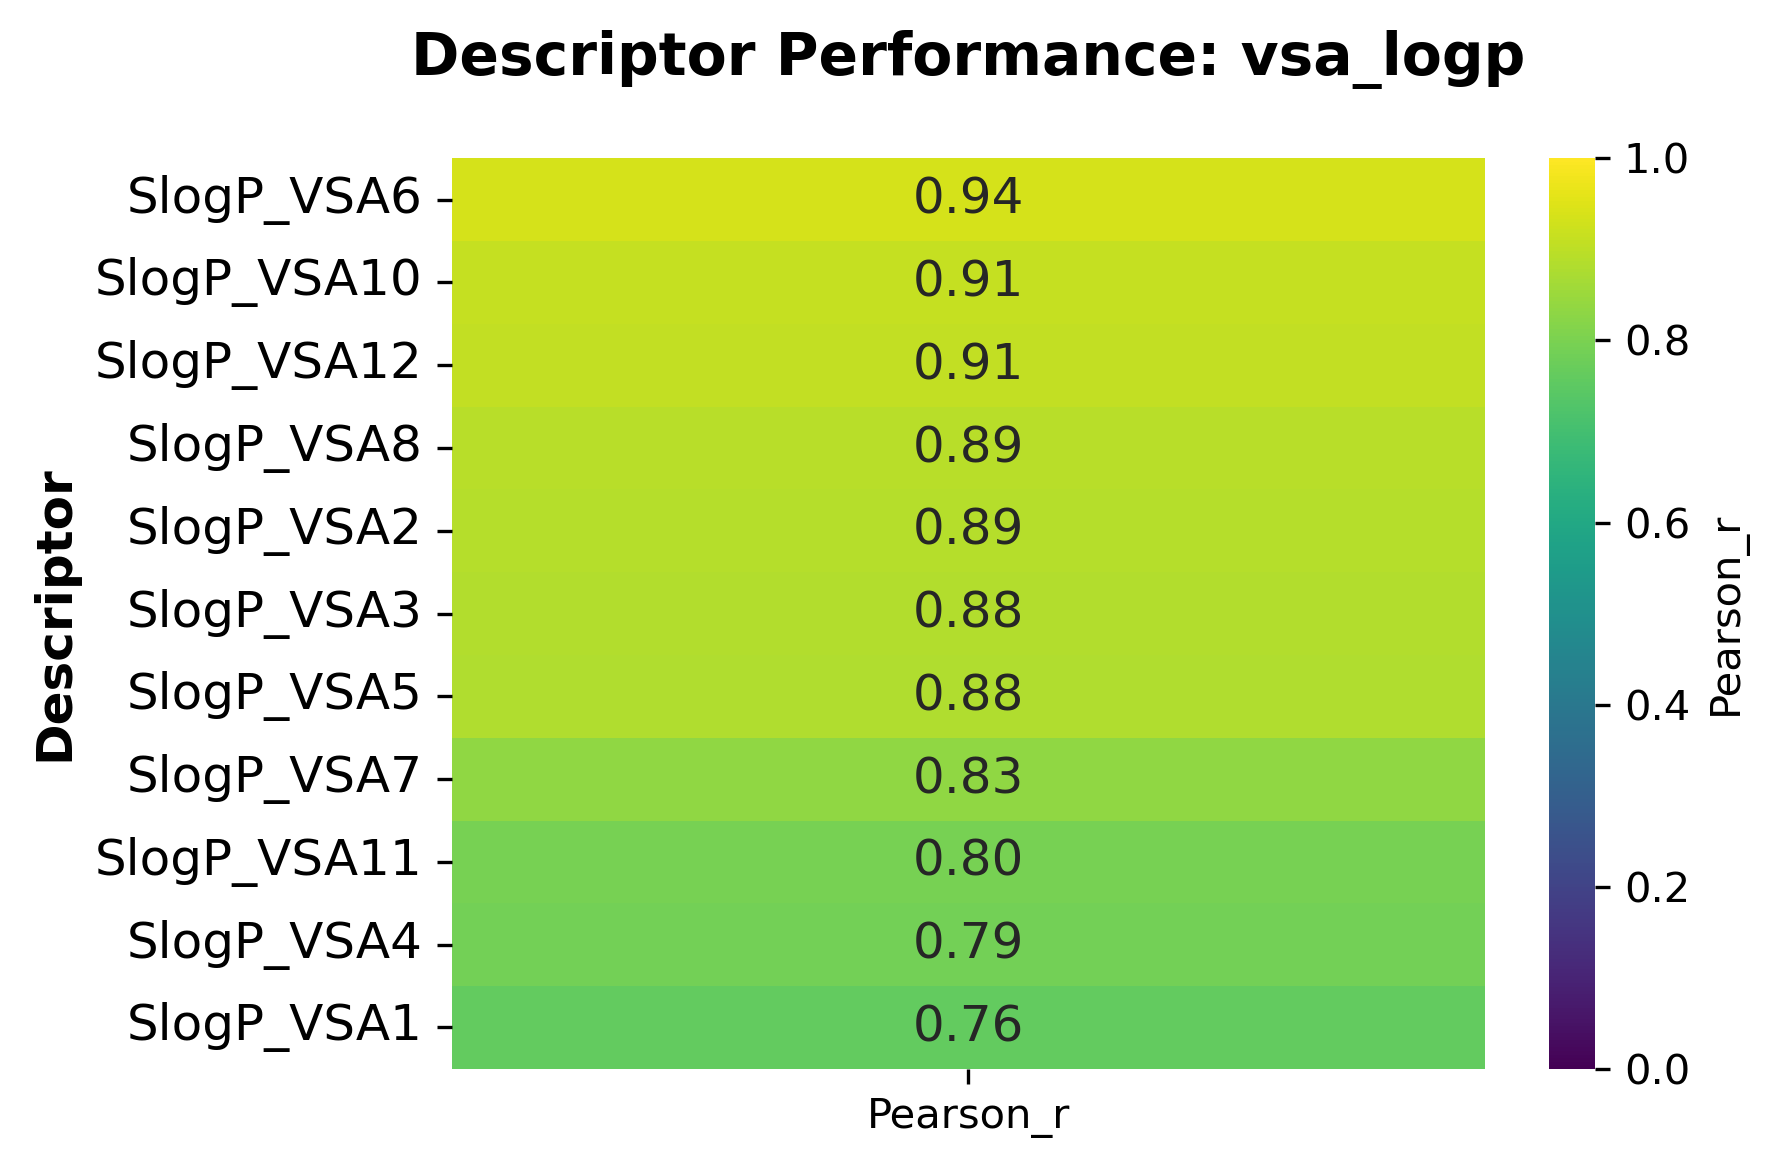 Descriptor Performance: vsa_logp
Descriptor
SlogP_VSA6 0.94
SlogP_VSA10 0.91
SlogP_VSA12 0.91
SlogP_VSA8 0.89
SlogP_VSA2 0.89
SlogP_VSA3 0.88
SlogP_VSA5 0.88
SlogP_VSA7 0.83
SlogP_VSA11 0.80
SlogP_VSA4 0.79
SlogP_VSA1 0.76
Pearson_r
1.0
0.8
0.6
0.4
0.2
0.0
Pearson_r